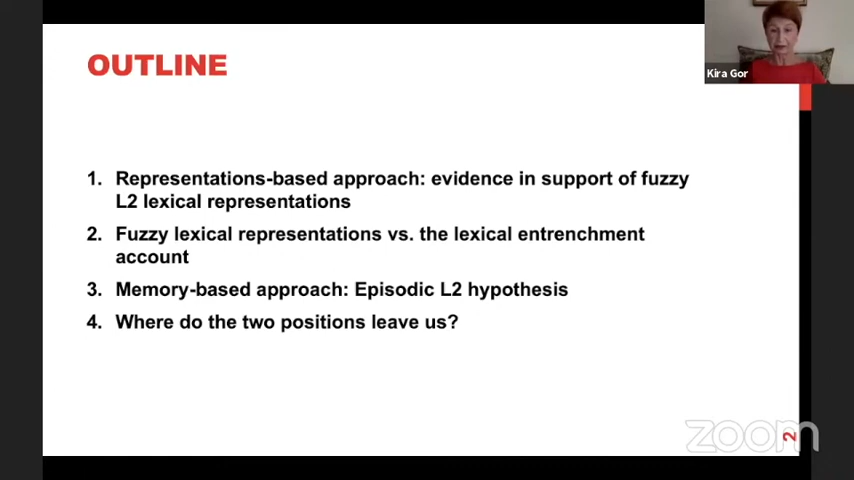 OUTLINE
Kira Gor
1. Representations-based approach: evidence in support of fuzzy
L2 lexical representations
2. Fuzzy lexical representations vs. the lexical entrenchment
account
3. Memory-based approach: Episodic L2 hypothesis
4. Where do the two positions leave us?
zoom
2